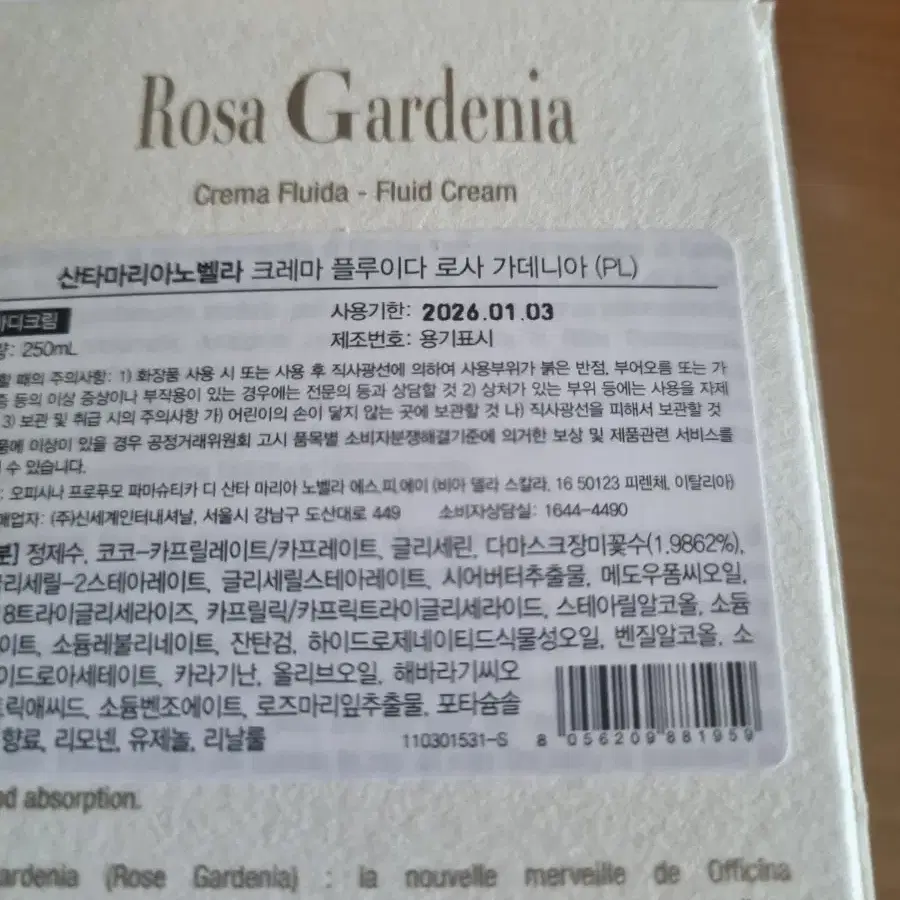 Rosa Gardenia
Crema Fluida - Fluid Cream
산타마리아노벨라 크레마 플루이다 로사 가데니아 (PL)
바디크림
사용기한: 2026.01.03
량: 250mL
제조번호: 용기표시
할 때의 주의사항: 1) 화장품 사용 시 또는 사용 후 직사광선에 의하여 사용부위가 붉은 반점, 부어오름 또는 가
증 등의 이상 증상이나 부작용이 있는 경우에는 전문의 등과 상담할 것 2) 상처가 있는 부위 등에는 사용을 자제
3) 보관 및 취급 시의 주의사항 가) 어린이의 손이 닿지 않는 곳에 보관할 것 나) 직사광선을 피해서 보관할 것
물에 이상이 있을 경우 공정거래위원회 고시 품목별 소비자분쟁해결기준에 의거한 보상 및 제품관련 서비스를
수 있습니다.
: 오피시나 프로푸모 파마슈티카 디 산타 마리아 노벨라 에스.피.에이 (비아 델라 스칼라, 16 50123 피렌체, 이탈리아)
매업자: (주)신세계인터내셔날, 서울시 강남구 도산대로 449 소비자상담실: 1644-4490
분] 정제수, 코코-카프릴레이트/카프레이트, 글리세린, 다마스크장미꽃수(1.9862%),
글리세릴-2스테아레이트, 글리세릴스테아레이트, 시어버터추출물, 메도우폼씨오일,
18트라이글리세라이즈, 카프릴릭/카프릭트라이글리세라이드, 스테아릴알코올, 소듐
이트, 소듐레불리네이트, 잔탄검, 하이드로제네이티드식물성오일, 벤질알코올, 소
이드로아세테이트, 카라기난, 올리브오일, 해바라기씨오
트릭애씨드, 소듐벤조에이트, 로즈마리잎추출물, 포타슘솔
향료, 리모넨, 유제놀, 리날룰
110301531-S
8 056209 881959
nd absorption.
ardenia (Rose Gardenia) : la nouvelle merveille de Officina